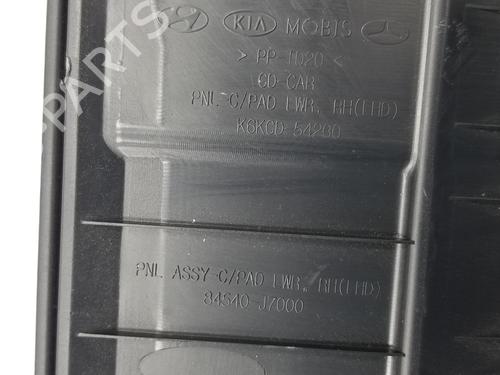 KIA MOBIS
> PP-TD20 <
CD-CAR
PNL-C/PAD LWR, RH(LHD)
K6KCD-54200
PNL ASSY-C/PAD LWR, RH(LHD)
84540-J7000